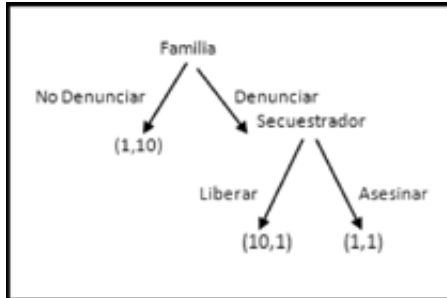 Familia
No Denunciar
Denunciar
Secuestrador
(1,10)
Liberar
Asesinar
(10,1)
(1,1)